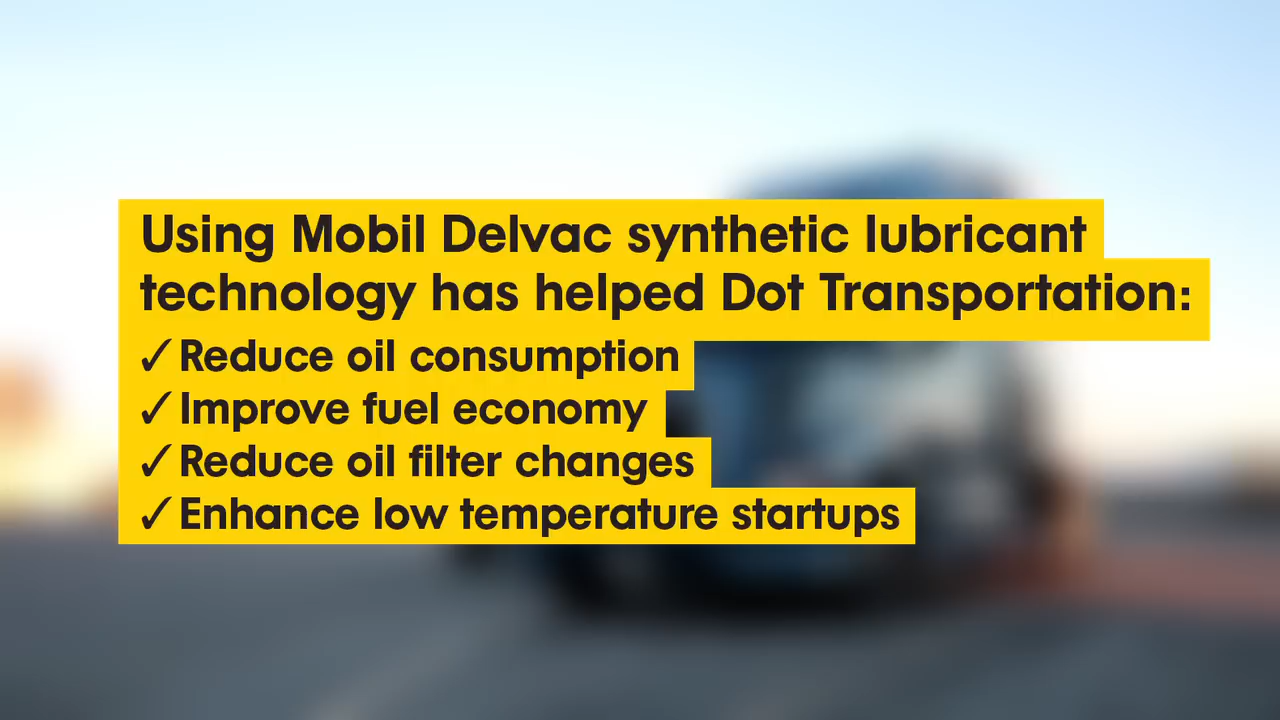 Using Mobil Delvac synthetic lubricant
technology has helped Dot Transportation:
✓Reduce oil consumption
✓Improve fuel economy
✓Reduce oil filter changes
✓Enhance low temperature startups